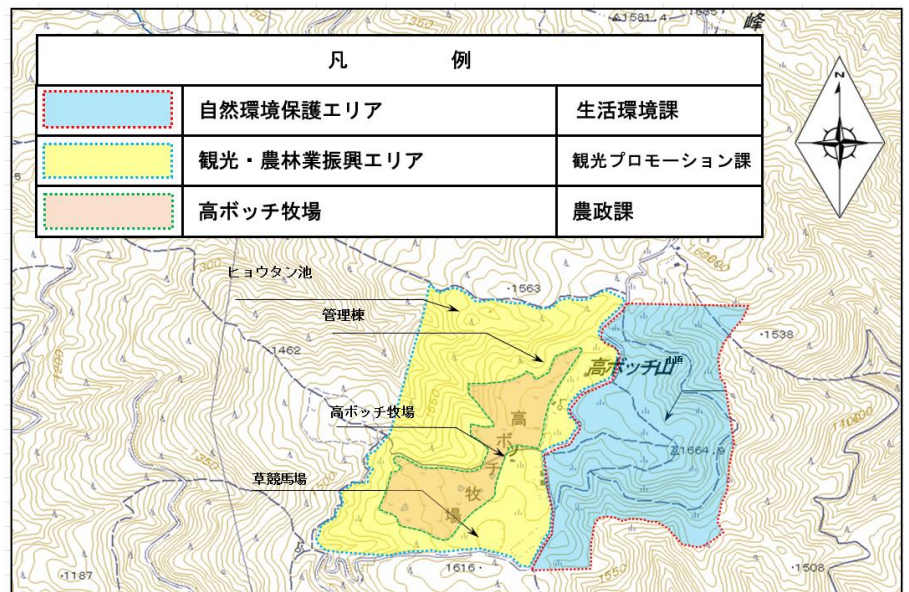 △1581.4
峰
凡 例
自然環境保護エリア 生活環境課
観光・農林業振興エリア 観光プロモーション課
高ボッチ牧場 農政課
N
ヒョウタン池
・1563
管理棟
・1538
1462
高ボッチ山
山頂
高ボッチ牧場
高ボッチ牧場
△1664.9
草競馬場
1616・
・1187
1550
・1508